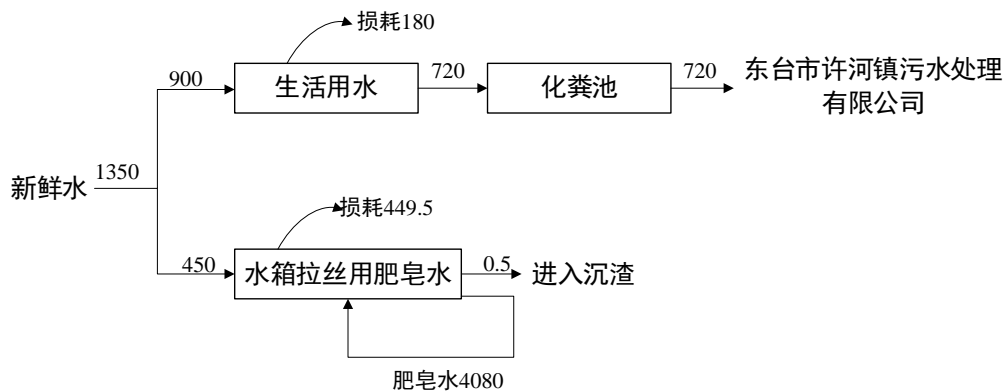 损耗180
900
生活用水
720
化粪池
720
东台市许河镇污水处理
有限公司
新鲜水
1350
损耗449.5
450
水箱拉丝用肥皂水
0.5
进入沉渣
肥皂水4080